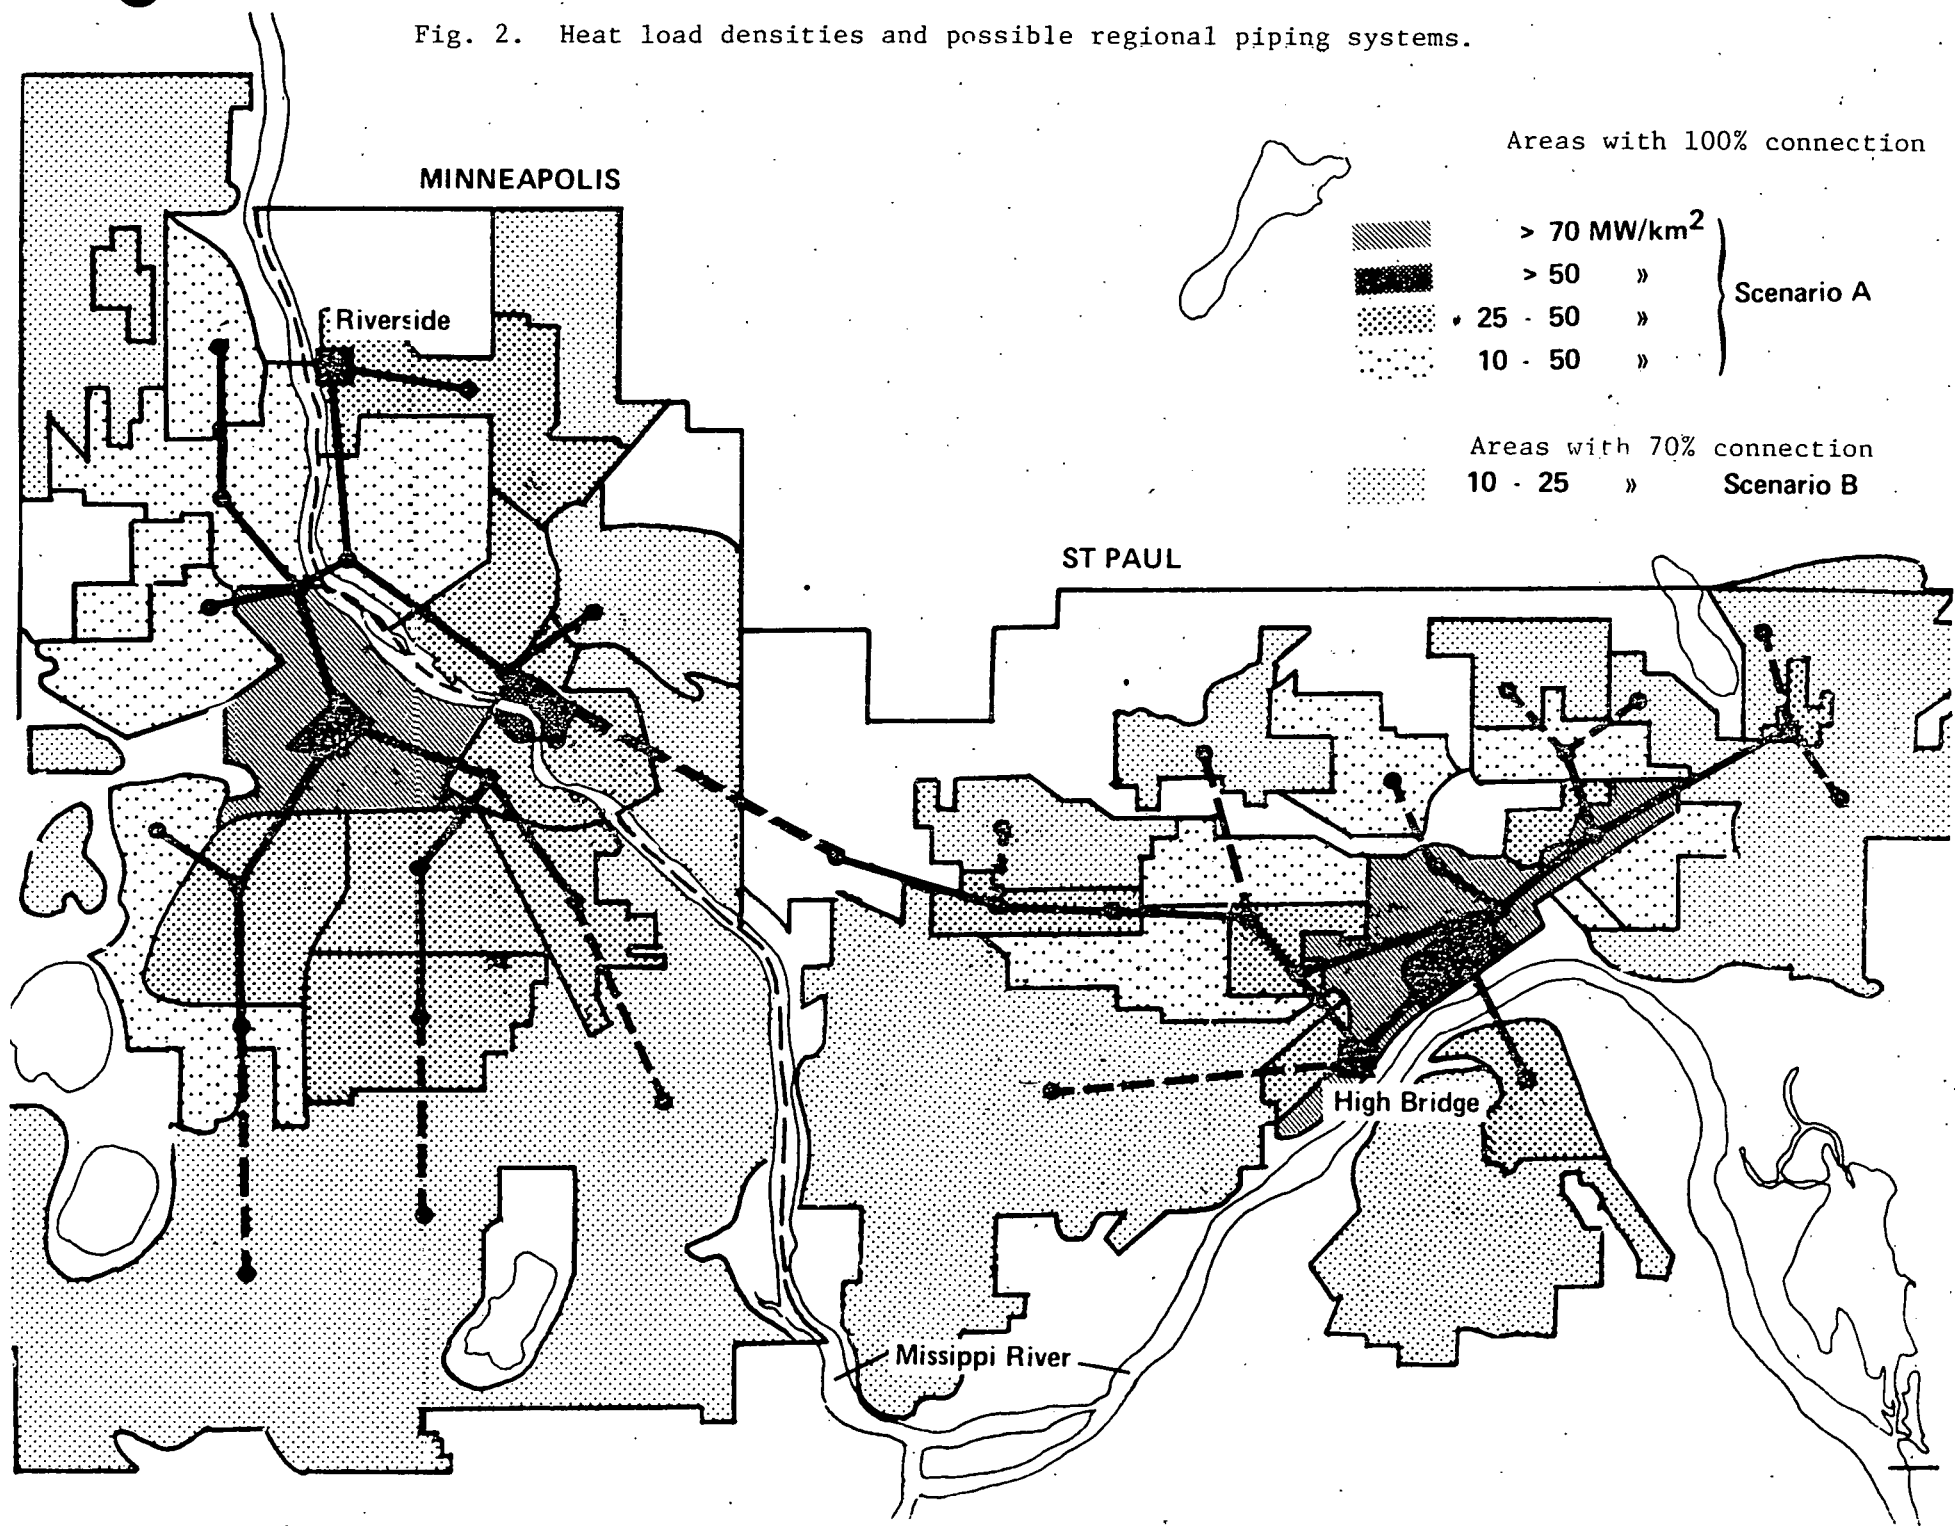 Fig. 2. Heat load densities and possible regional piping systems.
Areas with 100% connection
MINNEAPOLIS
> 70 MW/km2
> 50 »
Scenario A
25 - 50 »
10 - 50 »
Riverside
Areas with 70% connection
10 - 25 » Scenario B
ST PAUL
High Bridge
Missippi River